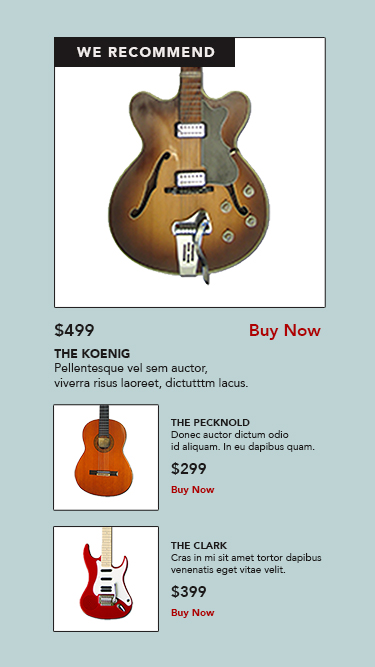 WE RECOMMEND
$499
Buy Now
THE KOENIG
Pellentesque vel sem auctor,
viverra risus laoreet, dictutttm lacus.
THE PECKNOLD
Donec auctor dictum odio
id aliquam. In eu dapibus quam.
$299
Buy Now
THE CLARK
Cras in mi sit amet tortor dapibus
venenatis eget vitae velit.
$399
Buy Now